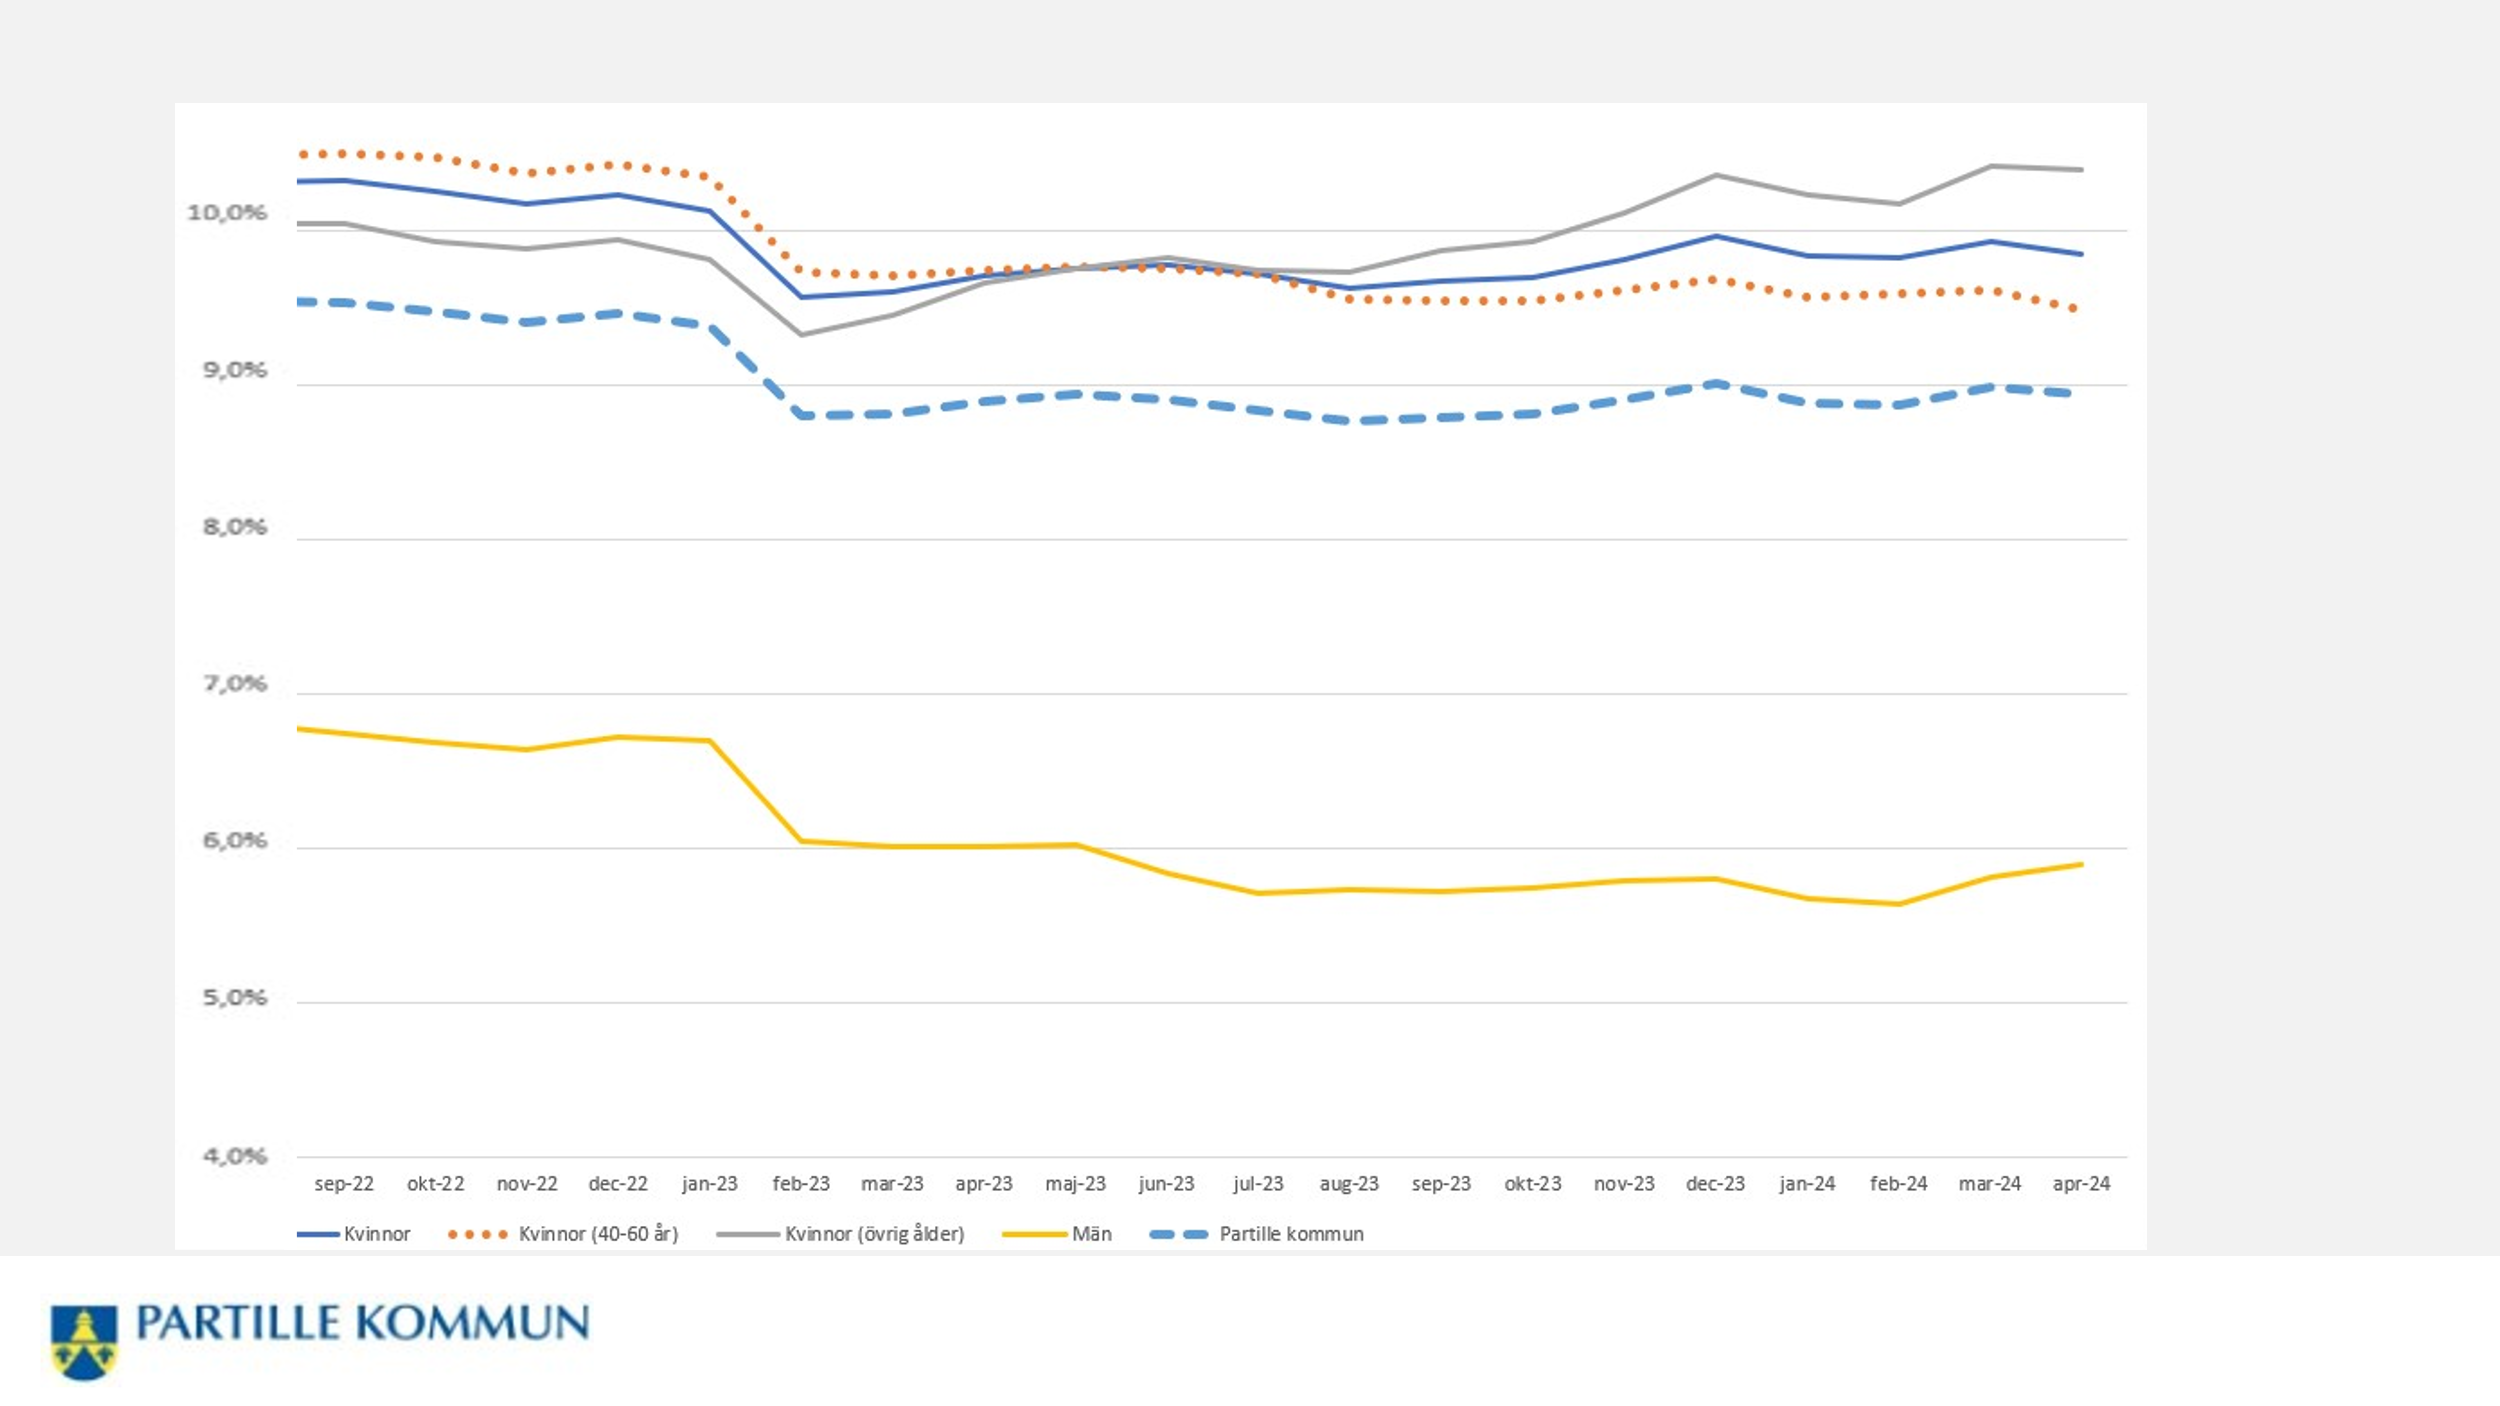 10,0%
9,0%
8,0%
7,0%
6,0%
5,0%
4,0%
sep-22 okt-22 nov-22 dec-22 jan-23 feb-23 mar-23 apr-23 maj-23 jun-23 jul-23 aug-23 sep-23 okt-23 nov-23 dec-23 jan-24 feb-24 mar-24 apr-24
Kvinnor Kvinnor (40-60 år) Kvinnor (övrig ålder) Män Partille kommun
PARTILLE KOMMUN